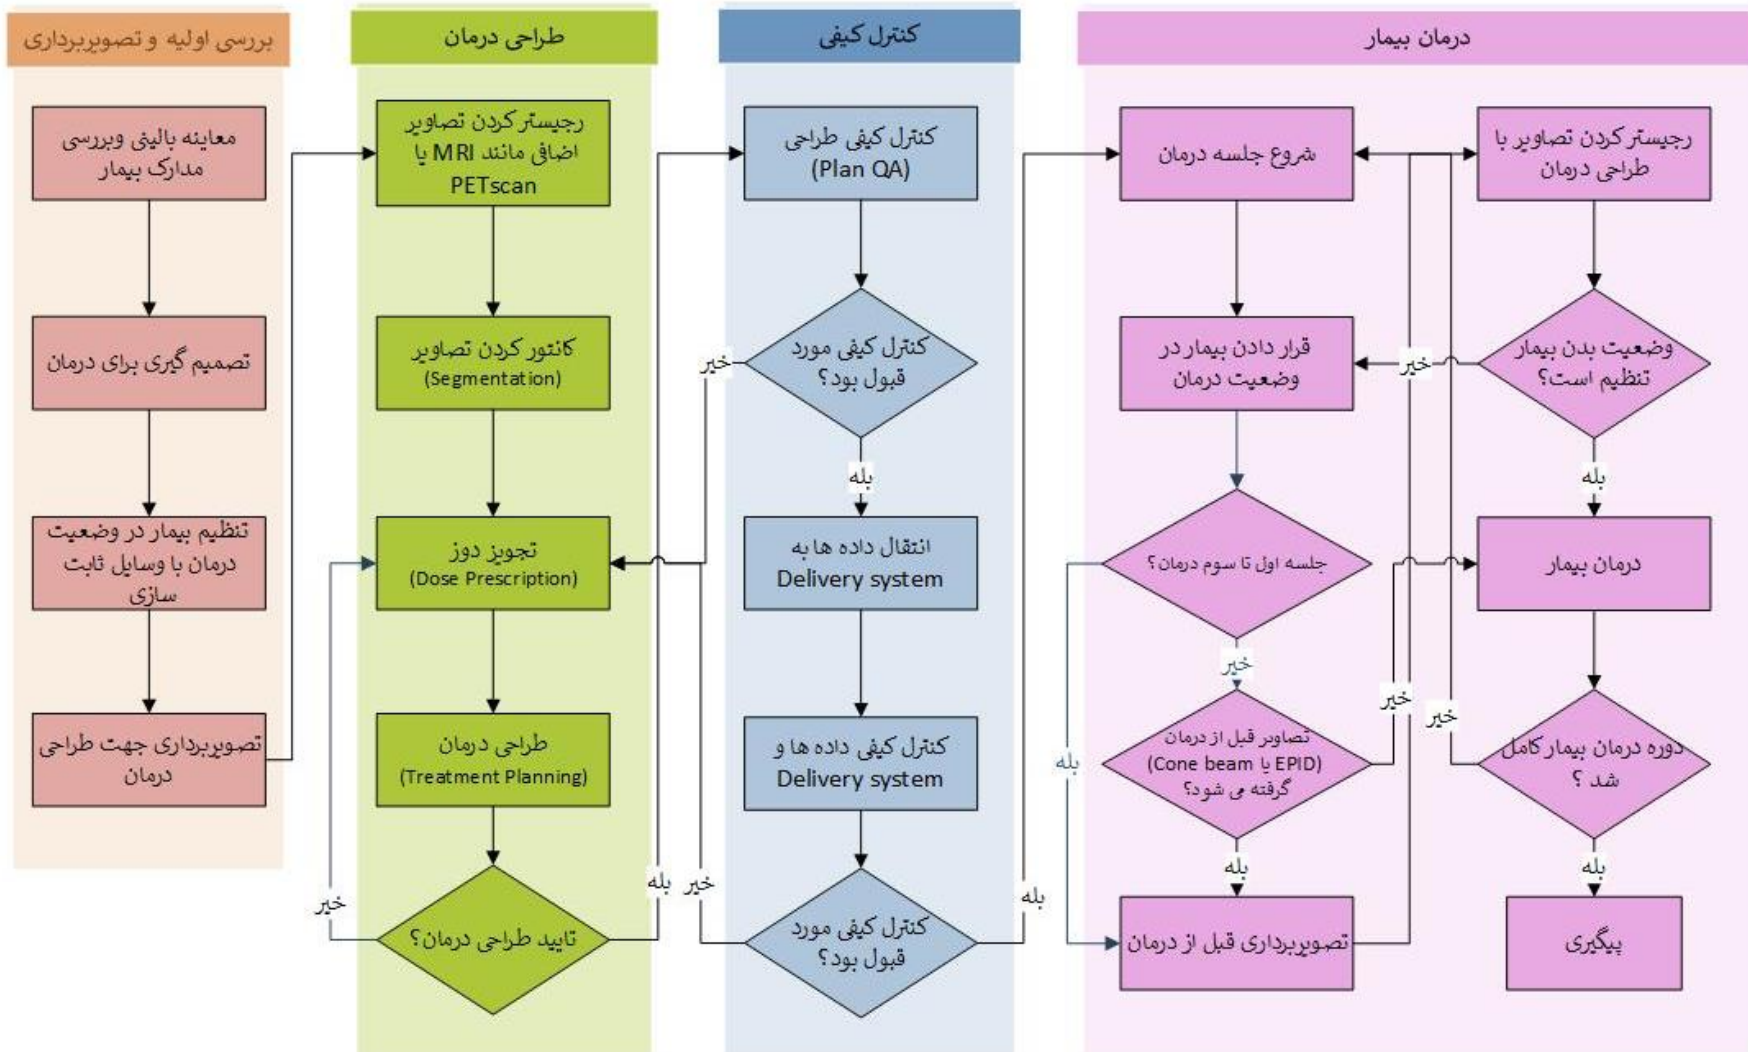 بررسی اولیه و تصویربرداری
معاینه بالینی وبررسی
مدارک بیمار
تصمیم گیری برای درمان
تنظیم بیمار در وضعیت
درمان با وسایل ثابت
سازی
تصویربرداری جهت طراحی
درمان
طراحی درمان
رجیستر کردن تصاویر
اضافی مانند MRI یا
PETscan
کانتور کردن تصاویر
(Segmentation)
تجویز دوز
(Dose Prescription)
طراحی درمان
(Treatment Planning)
تایید طراحی درمان؟
خیر
بله
کنترل کیفی
کنترل کیفی طراحی
(Plan QA)
کنترل کیفی مورد
قبول بود؟
خیر
بله
انتقال داده ها به
Delivery system
کنترل کیفی داده ها و
Delivery system
کنترل کیفی مورد
قبول بود؟
خیر
بله
درمان بیمار
شروع جلسه درمان
قرار دادن بیمار در
وضعیت درمان
جلسه اول تا سوم درمان؟
بله
خیر
تصاویر قبل از درمان
(Cone beam یا EPID)
گرفته می شود؟
خیر
بله
تصویربرداری قبل از درمان
رجیستر کردن تصاویر با
طراحی درمان
وضعیت بدن بیمار
تنظیم است؟
خیر
بله
درمان بیمار
دوره درمان بیمار کامل
شد ؟
خیر
بله
پیگیری